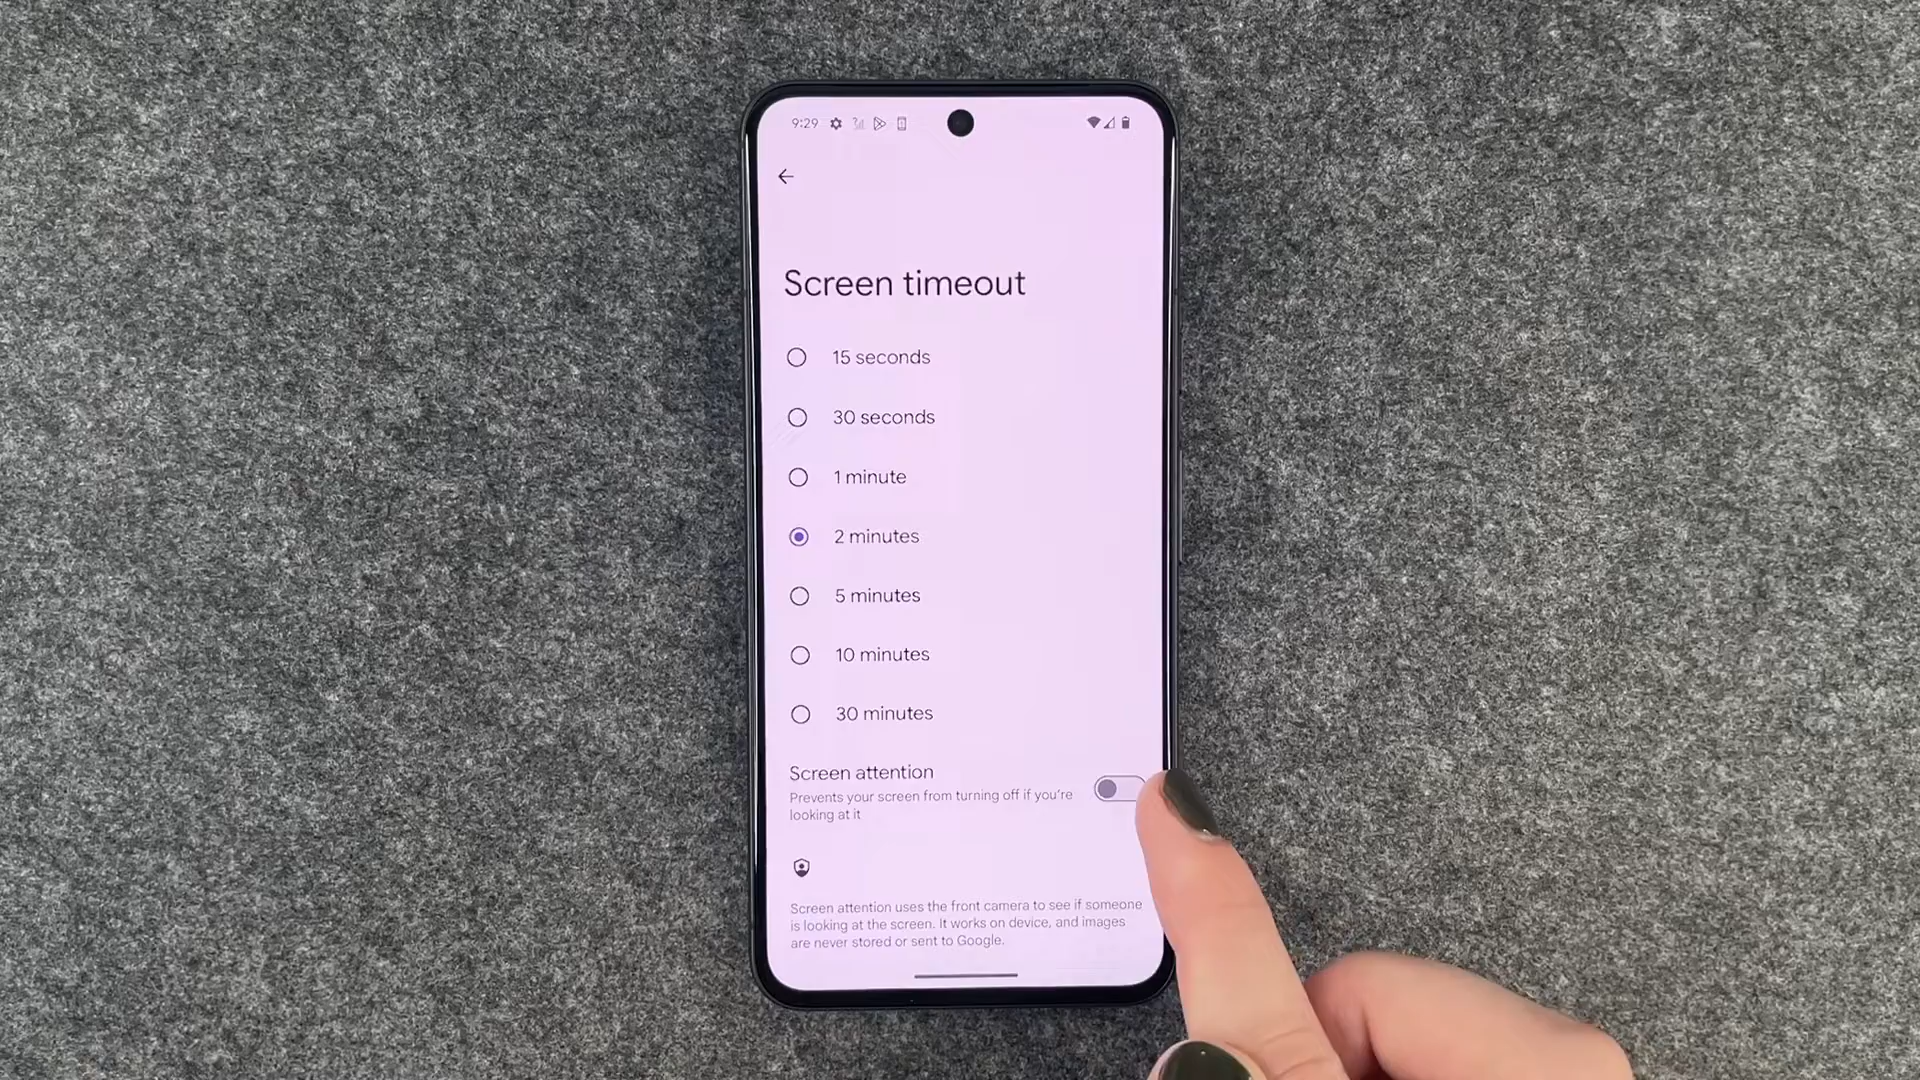 9:29
Screen timeout
15 seconds
30 seconds
1 minute
2 minutes
5 minutes
10 minutes
30 minutes
Screen attention
Prevents your screen from turning off if you're
looking at it
Screen attention uses the front camera to see if someone
is looking at the screen. It works on device, and images
are never stored or sent to Google.